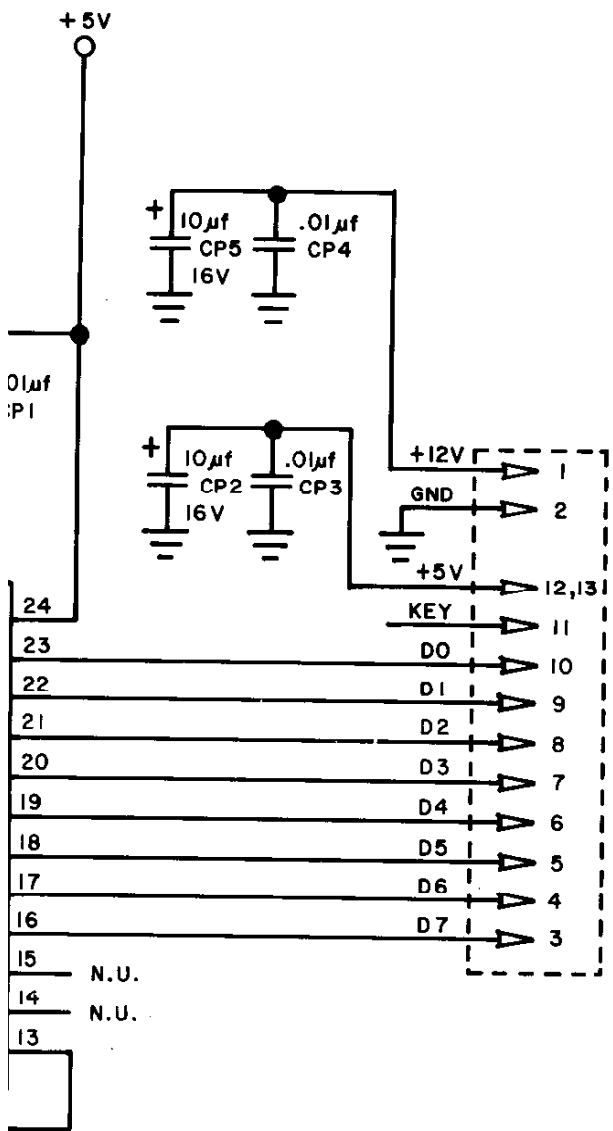 +5V
+ 10µf .01µf
CP5 CP4
16V
01µf
CP1
+ 10µf .01µf
CP2 CP3
16V
+12V 1
GND 2
+5V 12,13
24
KEY 11
23 D0 10
22 D1 9
21 D2 8
20 D3 7
19 D4 6
18 D5 5
17 D6 4
16 D7 3
15 N.U.
14 N.U.
13